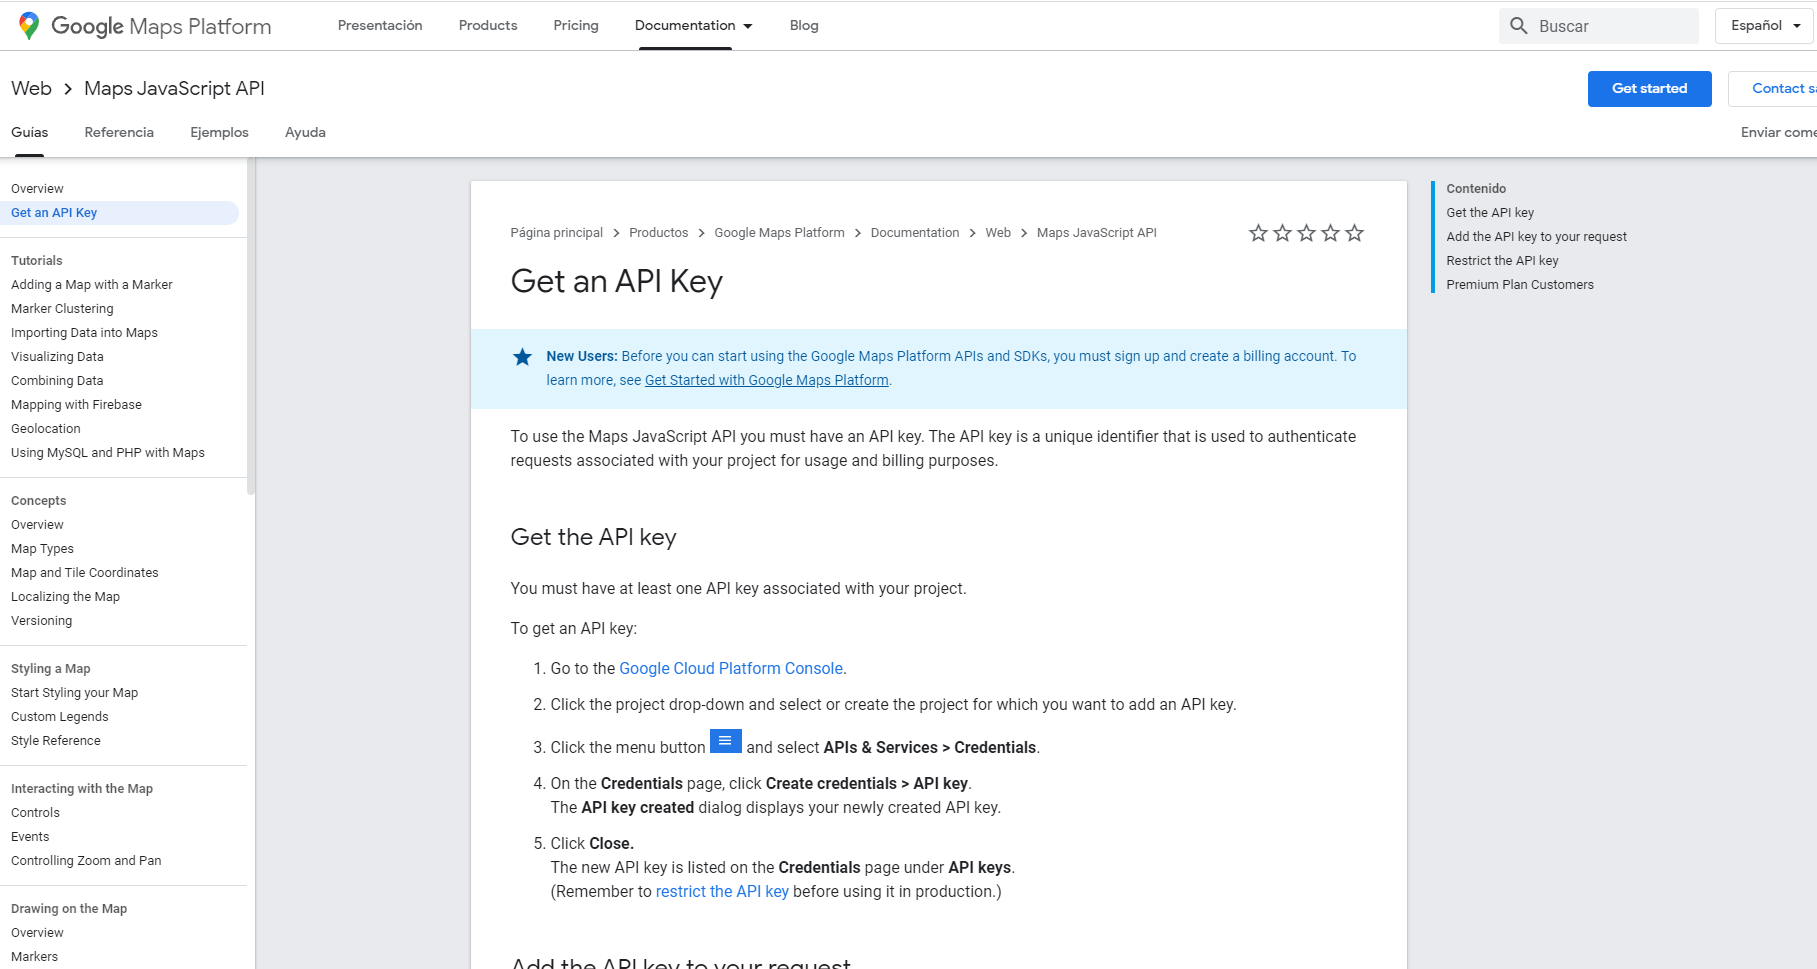 Google Maps Platform
Presentación
Products
Pricing
Documentation
Blog
Buscar
Español
Web > Maps JavaScript API
Get started
Contact sa
Guías
Referencia
Ejemplos
Ayuda
Enviar come
Overview
Get an API Key
Tutorials
Adding a Map with a Marker
Marker Clustering
Importing Data into Maps
Visualizing Data
Combining Data
Mapping with Firebase
Geolocation
Using MySQL and PHP with Maps
Concepts
Overview
Map Types
Map and Tile Coordinates
Localizing the Map
Versioning
Styling a Map
Start Styling your Map
Custom Legends
Style Reference
Interacting with the Map
Controls
Events
Controlling Zoom and Pan
Drawing on the Map
Overview
Markers
Página principal > Productos > Google Maps Platform > Documentation > Web > Maps JavaScript API
Get an API Key
New Users: Before you can start using the Google Maps Platform APIs and SDKs, you must sign up and create a billing account. To
learn more, see Get Started with Google Maps Platform.
To use the Maps JavaScript API you must have an API key. The API key is a unique identifier that is used to authenticate
requests associated with your project for usage and billing purposes.
Get the API key
You must have at least one API key associated with your project.
To get an API key:
1. Go to the Google Cloud Platform Console.
2. Click the project drop-down and select or create the project for which you want to add an API key.
3. Click the menu button and select APIs & Services > Credentials.
4. On the Credentials page, click Create credentials > API key.
The API key created dialog displays your newly created API key.
5. Click Close.
The new API key is listed on the Credentials page under API keys.
(Remember to restrict the API key before using it in production.)
Add the API key to your request
Contenido
Get the API key
Add the API key to your request
Restrict the API key
Premium Plan Customers